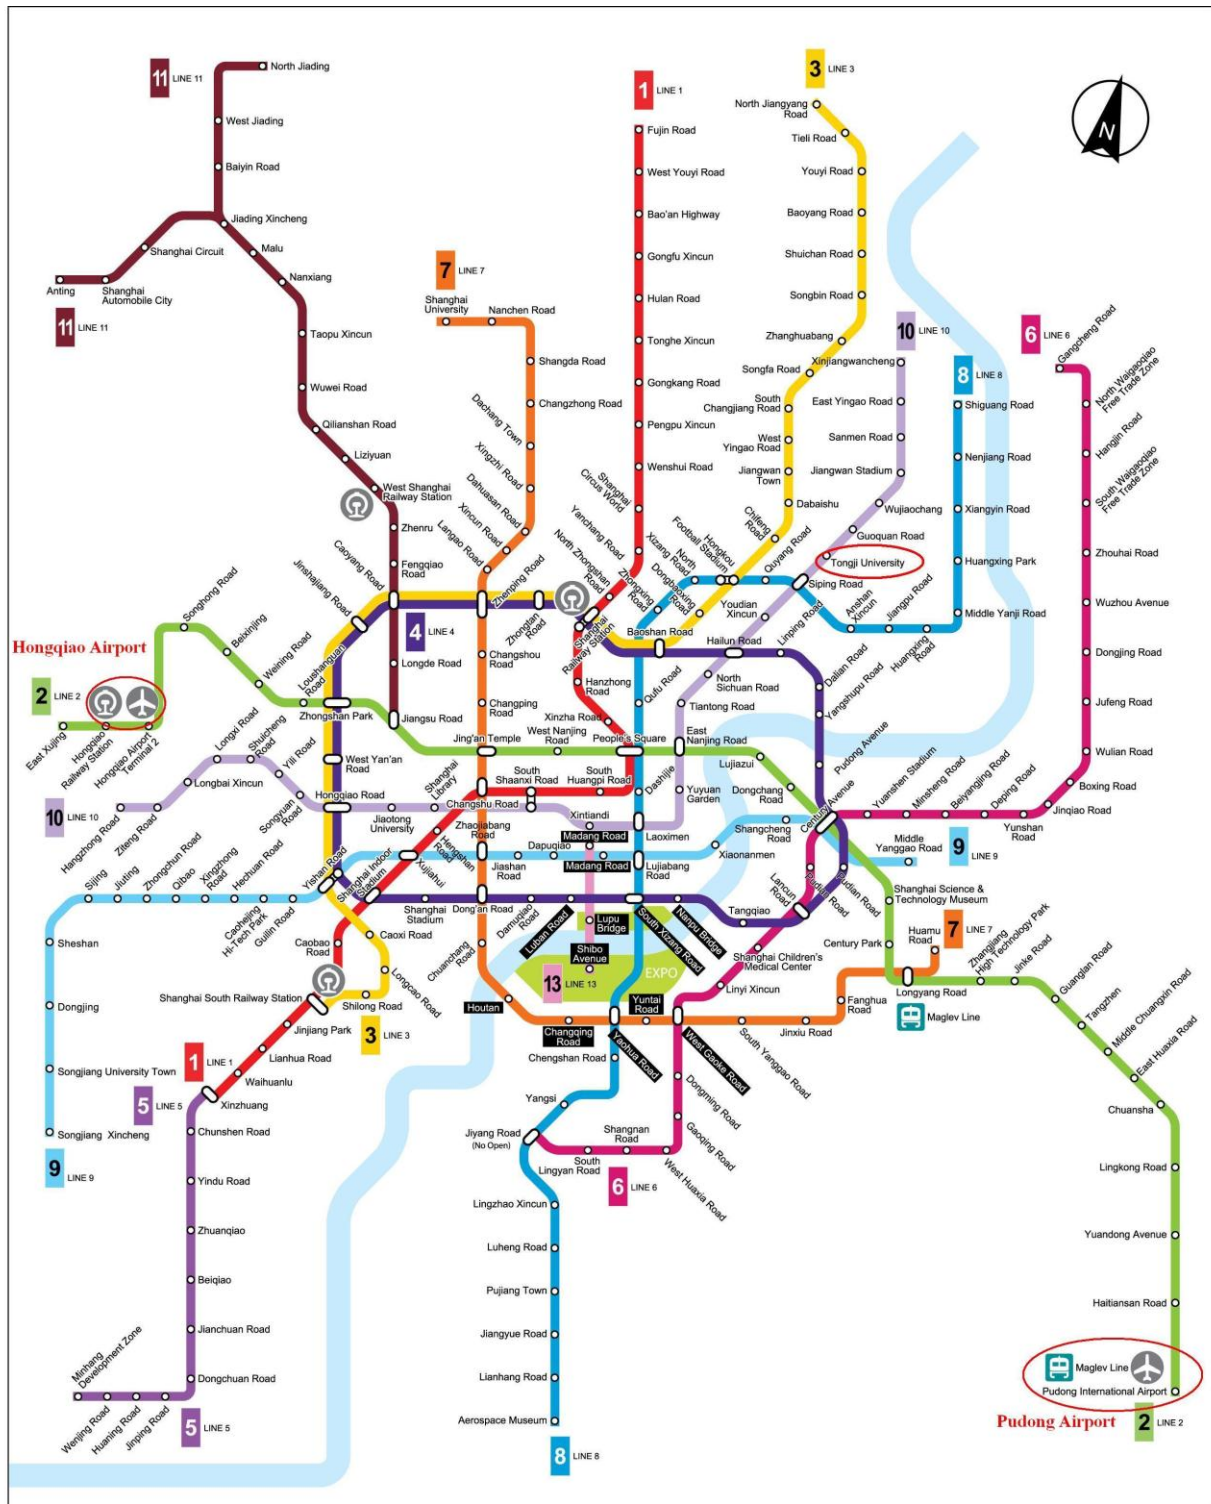 11 LINE 11
North Jiading
West Jiading
Baiyin Road
Jiading Xincheng
Shanghai Circuit
Malu
Nanxiang
Anting
Shanghai
Automobile City
11 LINE 11
Taopu Xincun
Wuwei Road
Qilianshan Road
Liziyuan
West Shanghai
Railway Station
Zhenru
Fengqiao
Road
Caoyang Road
Jinshajiang Road
4 LINE 4
Longde Road
Jiangsu Road
7 LINE 7
Shanghai
University
Nanchen Road
Shangda Road
Changzhong Road
Dachang Town
Xingzhi Road
Dahuasan Road
Xincun Road
Langao Road
Zhenping Road
Changshou
Road
Changping
Road
Jing'an Temple
1 LINE 1
Fujin Road
West Youyi Road
Bao'an Highway
Gongfu Xincun
Hulan Road
Tonghe Xincun
Gongkang Road
Pengpu Xincun
Wenshui Road
Shanghai
Circus World
Yanchang Road
North Zhongshan
Road
Zhongtan
Road
Shanghai
Railway Station
Hanzhong
Road
Xinzha Road
People's Square
3 LINE 3
North Jiangyang
Road
Tieli Road
Youyi Road
Baoyang Road
Shuichan Road
Songbin Road
Zhanghuabang
Songfa Road
South
Changjiang Road
West
Yingao Road
Jiangwan
Town
Dabaishu
Chifeng
Road
Hongkou
Football Stadium
Dongbaoxing
Road
Baoshan Road
N
10 LINE 10
Xinjiangwancheng
East Yingao Road
Sanmen Road
Jiangwan Stadium
Wujiaochang
Guoquan Road
Tongji University
Siping Road
Youdian
Xincun
Hailun Road
North
Sichuan Road
Tiantong Road
East
Nanjing Road
Yuyuan
Garden
8 LINE 8
Shiguang Road
Nenjiang Road
Xiangyin Road
Huangxing Park
Middle Yanji Road
Huangxing Road
Jiangpu Road
Anshan
Xincun
Quyang Road
North
Xizang Road
Zhongxing
Road
Qufu Road
Dashijie
Laoximen
Lujiabang
Road
6 LINE 6
Gangcheng Road
North Waigaoqiao
Free Trade Zone
Hangjin Road
South Waigaoqiao
Free Trade Zone
Zhouhai Road
Wuzhou Avenue
Dongjing Road
Jufeng Road
Wulian Road
Boxing Road
Jinqiao Road
Yunshan
Road
Deping Road
Beiyangjing Road
Minsheng Road
Yuanshen Stadium
Century Avenue
Linping Road
Dalian Road
Yangshupu Road
Pudong Avenue
Hongqiao Airport
2 LINE 2
East Xujing
Hongqiao
Railway Station
Hongqiao Airport
Terminal 2
Songhong Road
Beixinjing
Weining Road
Loushanguan
Road
Zhongshan Park
West Nanjing
Road
Lujiazui
Dongchang
Road
West Yan'an
Road
10 LINE 10
Hangzhong Road
Ziteng Road
Longbai Xincun
Longxi Road
Shuicheng
Road
Yili Road
Songyuan
Road
Hongqiao Road
Jiaotong
University
Shanghai
Library
Changshu Road
South
Shaanxi Road
South
Huangpi Road
Xintiandi
Zhaojiabang
Road
Hengshan
Road
Xujiahui
Shanghai Indoor
Stadium
Jiashan
Road
Dapuqiao
Madang Road
Madang Road
Xiaonanmen
Shangcheng
Road
Middle
Yanggao Road
9 LINE 9
Sijing
Jiuting
Zhongchun Road
Qibao
Xingzhong
Road
Hechuan Road
Caohejing
Hi-Tech Park
Guilin Road
Yishan Road
Sheshan
Dongjing
Songjiang University Town
Songjiang Xincheng
9 LINE 9
Shanghai
Stadium
Dong'an Road
Damuqiao
Road
Luban Road
Lupu
Bridge
Shibo
Avenue
13 LINE 13
EXPO
South Xizang Road
Nanpu Bridge
Tangqiao
Lancun
Road
Pudian Road
Pudian Road
Shanghai Science &
Technology Museum
Century Park
7 LINE 7
Huamu
Road
Longyang Road
Maglev Line
Zhangjiang
High Technology Park
Jinke Road
Guanglan Road
Tangzhen
Middle Chuangxin Road
East Huaxia Road
Chuansha
Lingkong Road
Yuandong Avenue
Haitiansan Road
Maglev Line
Pudong International Airport
Pudong Airport
2 LINE 2
Caobao
Road
Caoxi Road
Longcao Road
Shilong Road
3 LINE 3
Shanghai South Railway Station
Jinjiang Park
Lianhua Road
Waihuanlu
1 LINE 1
Xinzhuang
5 LINE 5
Chunshen Road
Yindu Road
Zhuanqiao
Beiqiao
Jianchuan Road
Dongchuan Road
Minhang
Development Zone
Wenjing Road
Huaning Road
Jinping Road
5 LINE 5
Chuanchang
Road
Houtan
Changqing
Road
Yaohua Road
Yuntai
Road
West Gaoke Road
South Yanggao Road
Jinxiu Road
Fanghua
Road
Shanghai Children's
Medical Center
Linyi Xincun
Dongming Road
Gaoqing Road
West Huaxia Road
Shangnan
Road
South
Lingyan Road
6 LINE 6
Chengshan Road
Yangsi
Jiyang Road
(No Open)
Lingzhao Xincun
Luheng Road
Pujiang Town
Jiangyue Road
Lianhang Road
Aerospace Museum
8 LINE 8